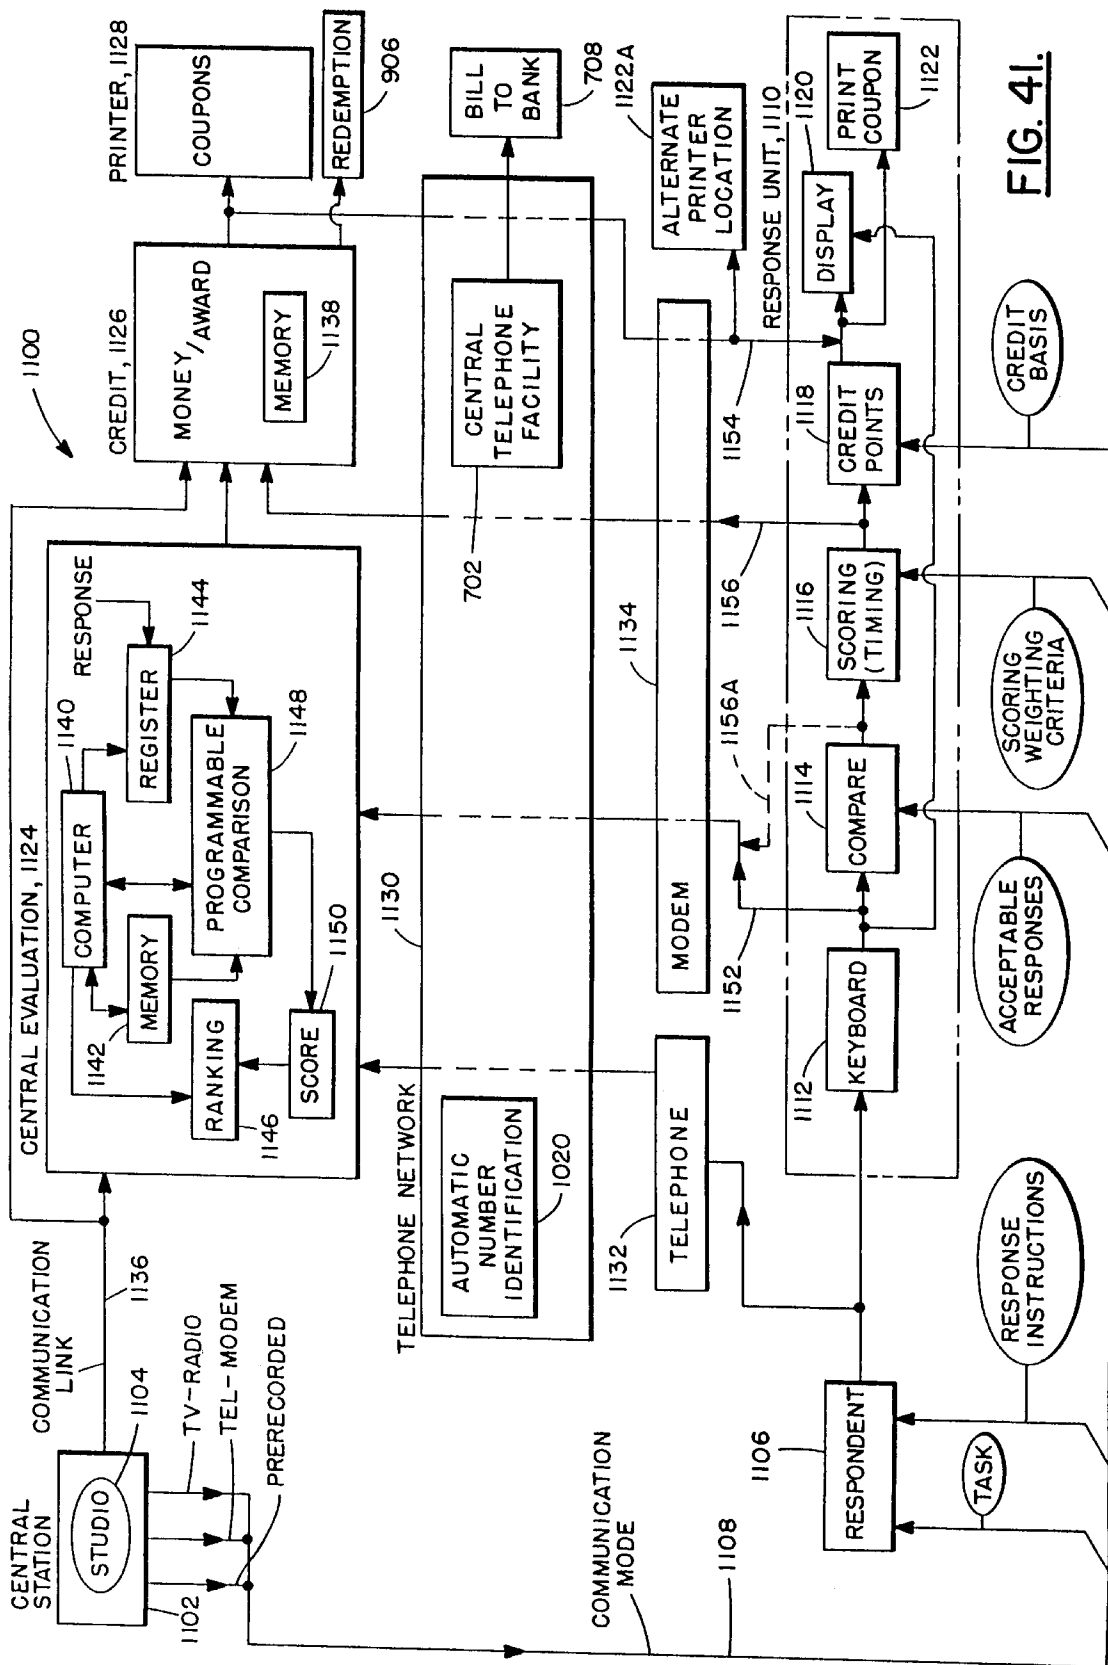 1100
CENTRAL
STATION
STUDIO
1104
1102
COMMUNICATION
LINK
1136
TV-RADIO
TEL-MODEM
PRERECORDED
COMMUNICATION
MODE
1108
CENTRAL EVALUATION, 1124
COMPUTER
1140
RESPONSE
REGISTER
1144
MEMORY
1142
PROGRAMMABLE
COMPARISON
1148
RANKING
1146
SCORE
1150
CREDIT, 1126
MONEY/AWARD
MEMORY
1138
PRINTER, 1128
COUPONS
REDEMPTION
906
TELEPHONE NETWORK
1130
AUTOMATIC
NUMBER
IDENTIFICATION
1020
CENTRAL
TELEPHONE
FACILITY
702
BILL
TO
BANK
708
TELEPHONE
1132
MODEM
1134
1152
1156A
1156
1154
ALTERNATE
PRINTER
LOCATION
1122A
RESPONSE UNIT, 1110
RESPONDENT
1106
KEYBOARD
1112
COMPARE
1114
SCORING
(TIMING)
1116
CREDIT
POINTS
1118
DISPLAY
1120
PRINT
COUPON
1122
TASK
RESPONSE
INSTRUCTIONS
ACCEPTABLE
RESPONSES
SCORING
WEIGHTING
CRITERIA
CREDIT
BASIS
FIG. 41.